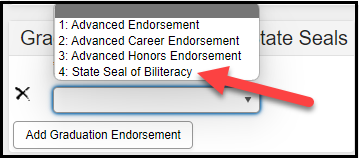 1: Advanced Endorsement
2: Advanced Career Endorsement
3: Advanced Honors Endorsement
4: State Seal of Biliteracy
Add Graduation Endorsement